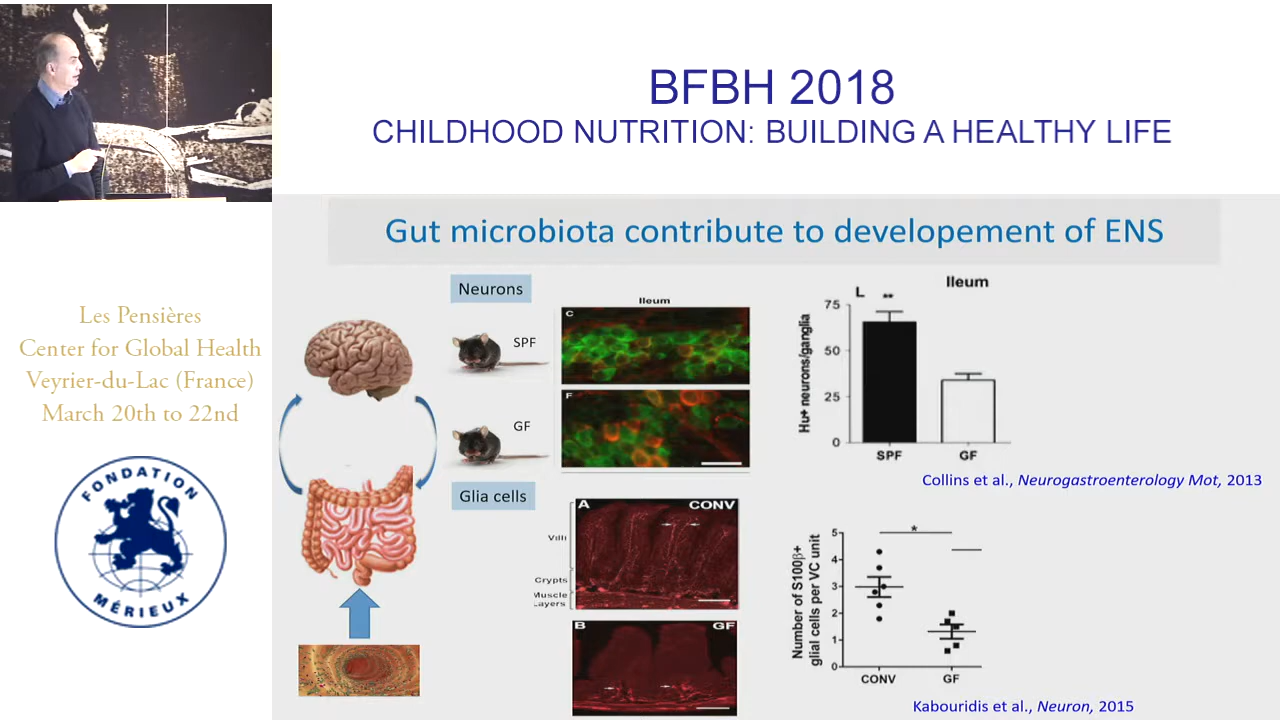 BFBH 2018
CHILDHOOD NUTRITION: BUILDING A HEALTHY LIFE
Les Pensières
Center for Global Health
Veyrier-du-Lac (France)
March 20th to 22nd
FONDATION
MÉRIEUX
Gut microbiota contribute to developement of ENS
Neurons
SPF
GF
Ileum
C
F
Ileum
L
**
Hu+ neurons/ganglia
75
50
25
0
SPF
GF
Collins et al., Neurogastroenterology Mot, 2013
Glia cells
A
CONV
Villi
Crypts
Muscle
Layers
B
GF
*
Number of S100β+
glial cells per VC unit
5
4
3
2
1
0
CONV
GF
Kabouridis et al., Neuron, 2015